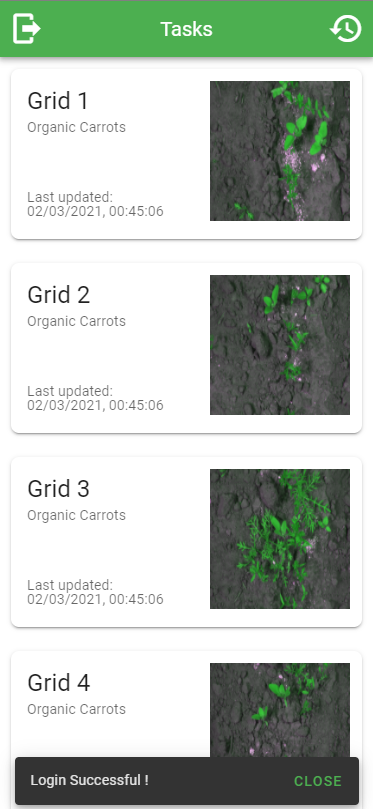 Tasks
Grid 1
Organic Carrots
Last updated:
02/03/2021, 00:45:06
Grid 2
Organic Carrots
Last updated:
02/03/2021, 00:45:06
Grid 3
Organic Carrots
Last updated:
02/03/2021, 00:45:06
Grid 4
Organic Carrots
Login Successful !
CLOSE